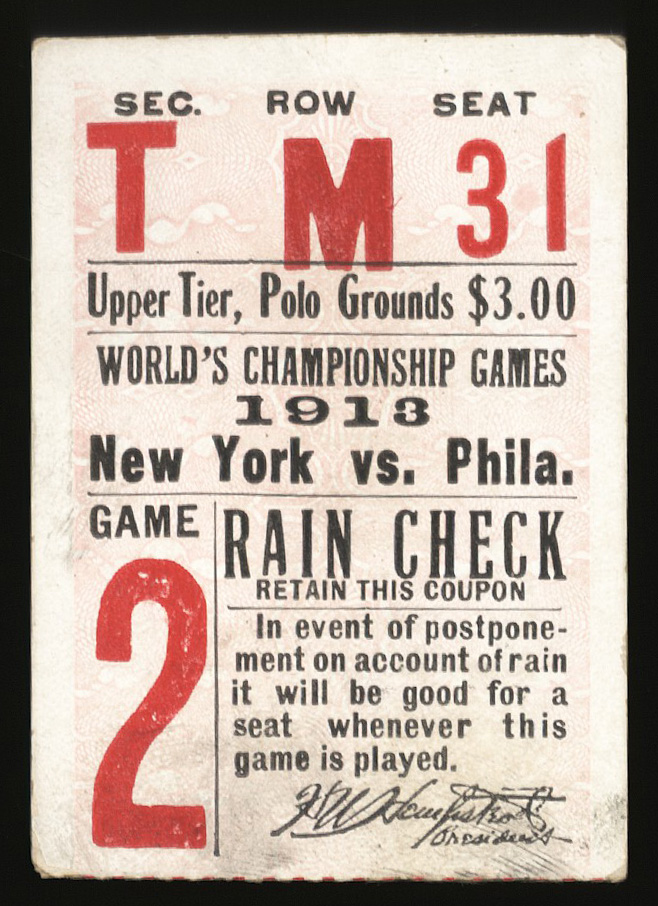 SEC. ROW SEAT
T M 31
Upper Tier, Polo Grounds $3.00
WORLD'S CHAMPIONSHIP GAMES
1913
New York vs. Phila.
GAME
2
RAIN CHECK
RETAIN THIS COUPON
In event of postpone-
ment on account of rain
it will be good for a
seat whenever this
game is played.
President